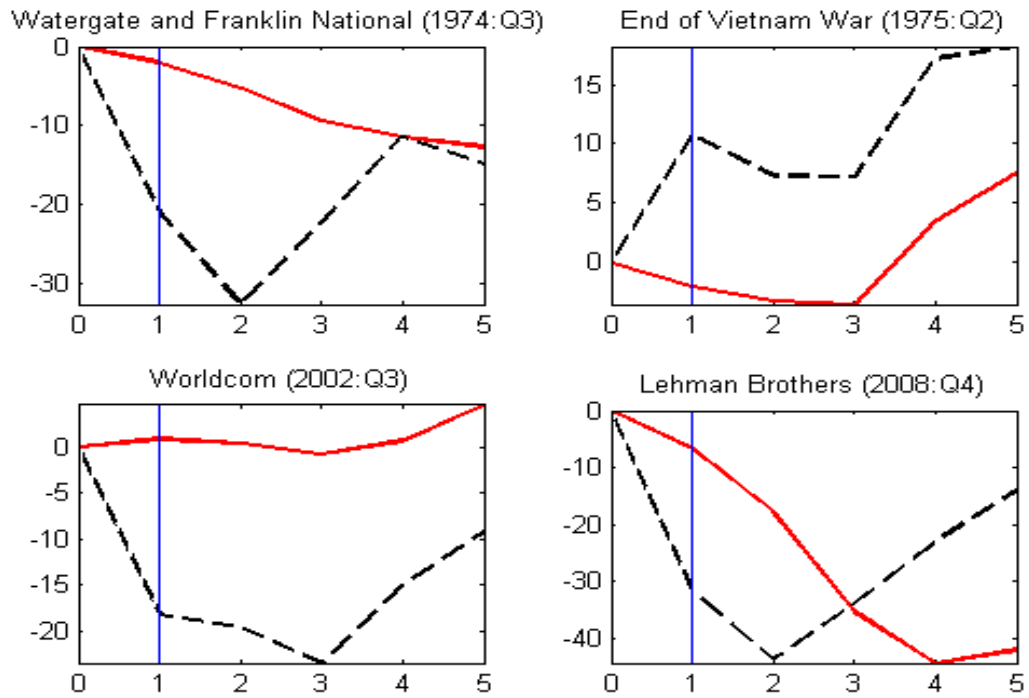 Watergate and Franklin National (1974:Q3)
0
-10
-20
-30
0 1 2 3 4 5
End of Vietnam War (1975:Q2)
15
10
5
0
0 1 2 3 4 5
Worldcom (2002:Q3)
0
-5
-10
-15
-20
0 1 2 3 4 5
Lehman Brothers (2008:Q4)
0
-10
-20
-30
-40
0 1 2 3 4 5